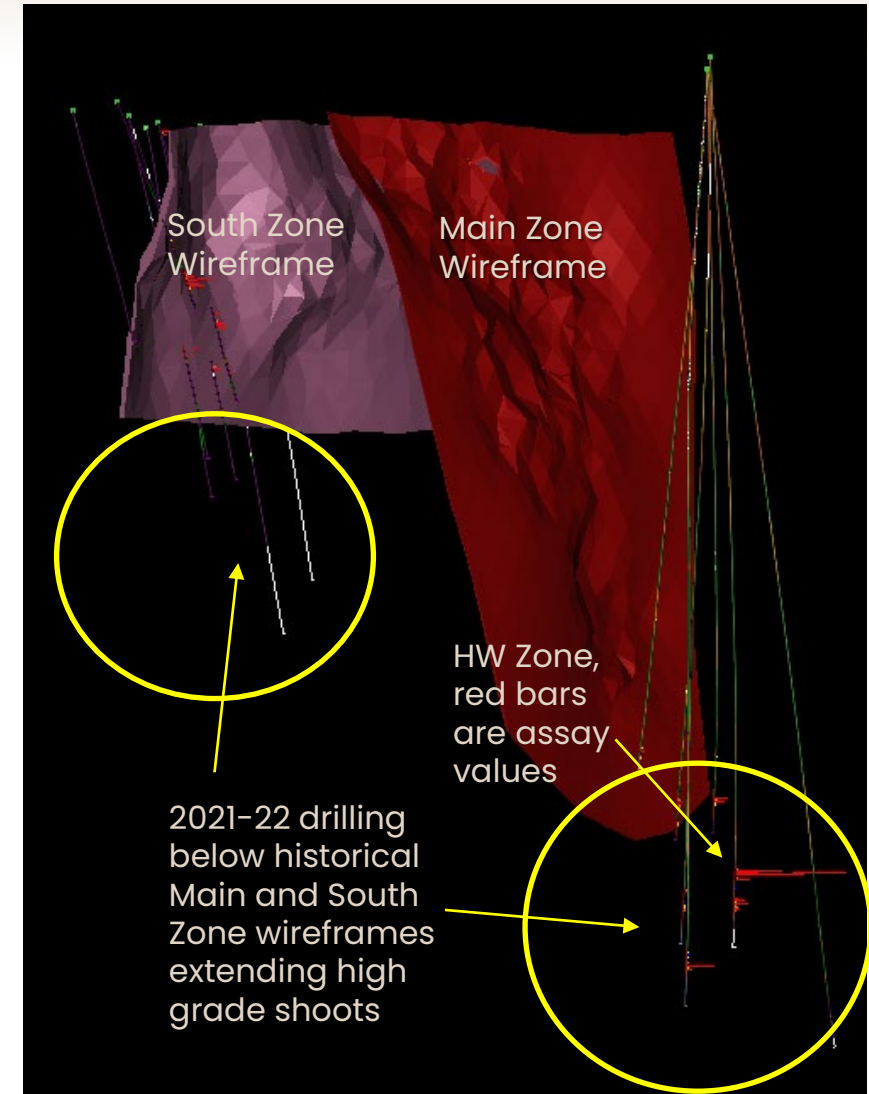 South Zone
Wireframe
Main Zone
Wireframe
HW Zone,
red bars
are assay
values
2021-22 drilling
below historical
Main and South
Zone wireframes
extending high
grade shoots